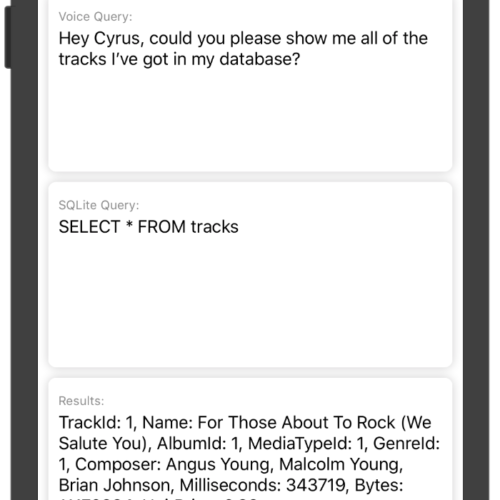 Voice Query:
Hey Cyrus, could you please show me all of the
tracks I've got in my database?
SQLite Query:
SELECT * FROM tracks
Results:
TrackId: 1, Name: For Those About To Rock (We
Salute You), AlbumId: 1, MediaTypeId: 1, GenreId:
1, Composer: Angus Young, Malcolm Young,
Brian Johnson, Milliseconds: 343719, Bytes: